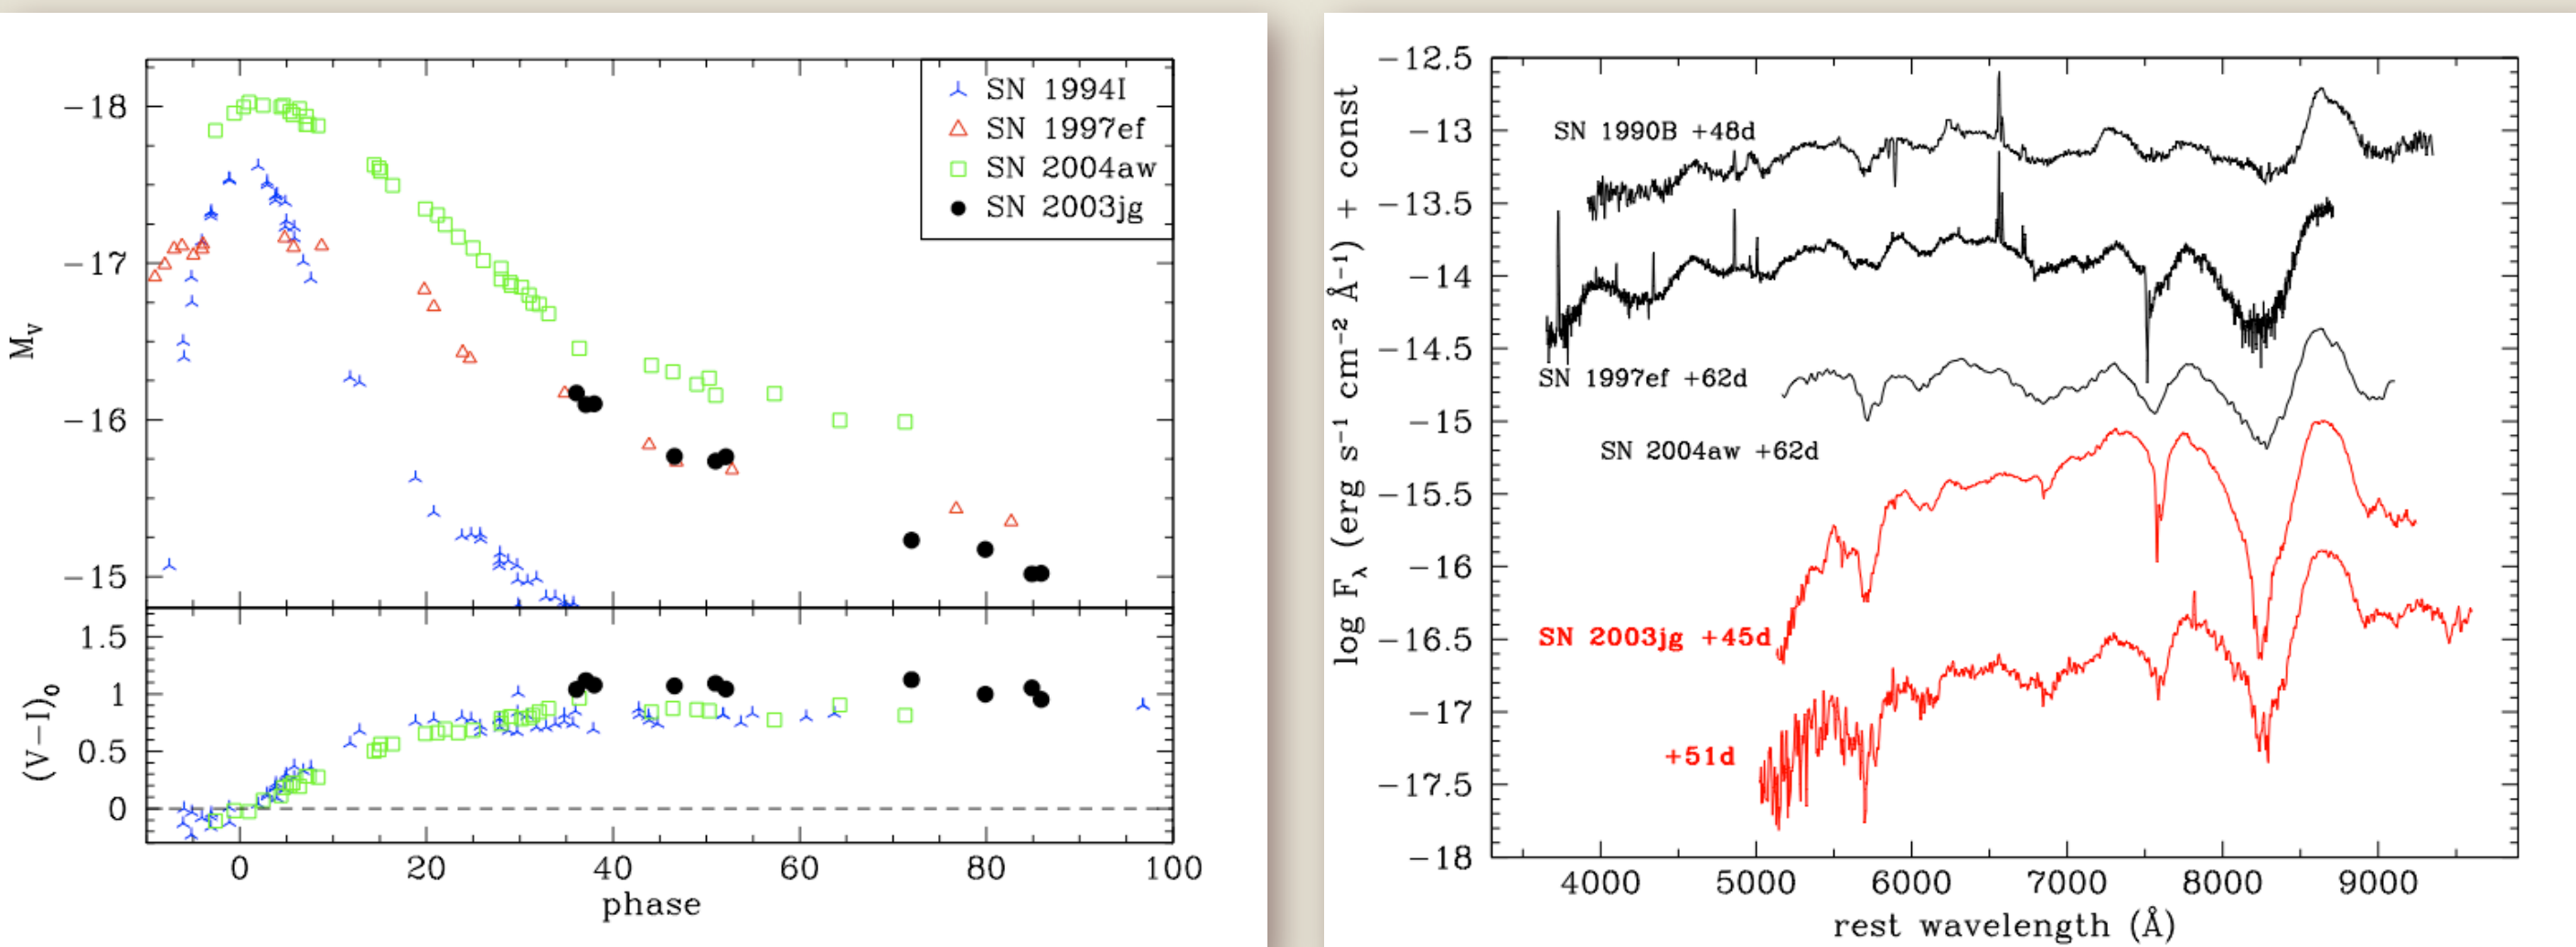 SN 1994I
SN 1997ef
SN 2004aw
SN 2003jg
−18
−17
−16
−15
M_V
1.5
1
0.5
0
(V−I)_0
0 20 40 60 80 100
phase
−12.5
−13
−13.5
−14
−14.5
−15
−15.5
−16
−16.5
−17
−17.5
−18
log F_λ (erg s⁻¹ cm⁻² Å⁻¹) + const
SN 1990B +48d
SN 1997ef +62d
SN 2004aw +62d
SN 2003jg +45d
+51d
4000 5000 6000 7000 8000 9000
rest wavelength (Å)